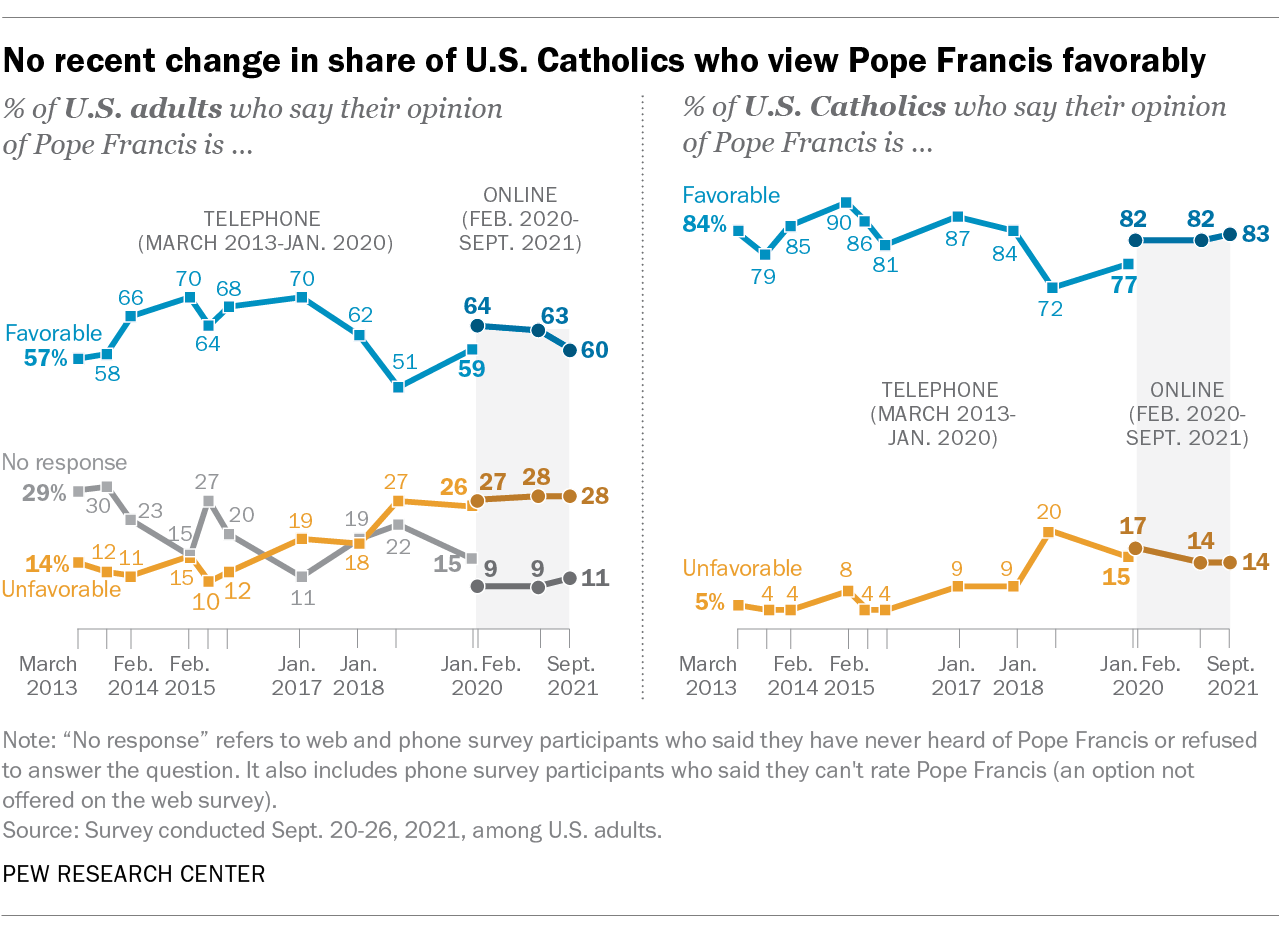 No recent change in share of U.S. Catholics who view Pope Francis favorably
% of U.S. adults who say their opinion
of Pope Francis is ...
TELEPHONE
(MARCH 2013-JAN. 2020)
ONLINE
(FEB. 2020-
SEPT. 2021)
Favorable
57%
58
66
70
64
68
70
62
51
59
64
63
60
No response
29%
30
23
15
27
20
11
19
22
15
9
9
11
14%
Unfavorable
12
11
15
10
12
19
18
27
26
27
28
28
March
2013
Feb.
2014
Feb.
2015
Jan.
2017
Jan.
2018
Jan. Feb.
2020
Sept.
2021
% of U.S. Catholics who say their opinion
of Pope Francis is ...
Favorable
84%
79
85
90
86
81
87
84
72
77
82
82
83
TELEPHONE
(MARCH 2013-
JAN. 2020)
ONLINE
(FEB. 2020-
SEPT. 2021)
Unfavorable
5%
4
4
8
4
4
9
9
20
15
17
14
14
March
2013
Feb.
2014
Feb.
2015
Jan.
2017
Jan.
2018
Jan. Feb.
2020
Sept.
2021
Note: “No response” refers to web and phone survey participants who said they have never heard of Pope Francis or refused
to answer the question. It also includes phone survey participants who said they can't rate Pope Francis (an option not
offered on the web survey).
Source: Survey conducted Sept. 20-26, 2021, among U.S. adults.
PEW RESEARCH CENTER